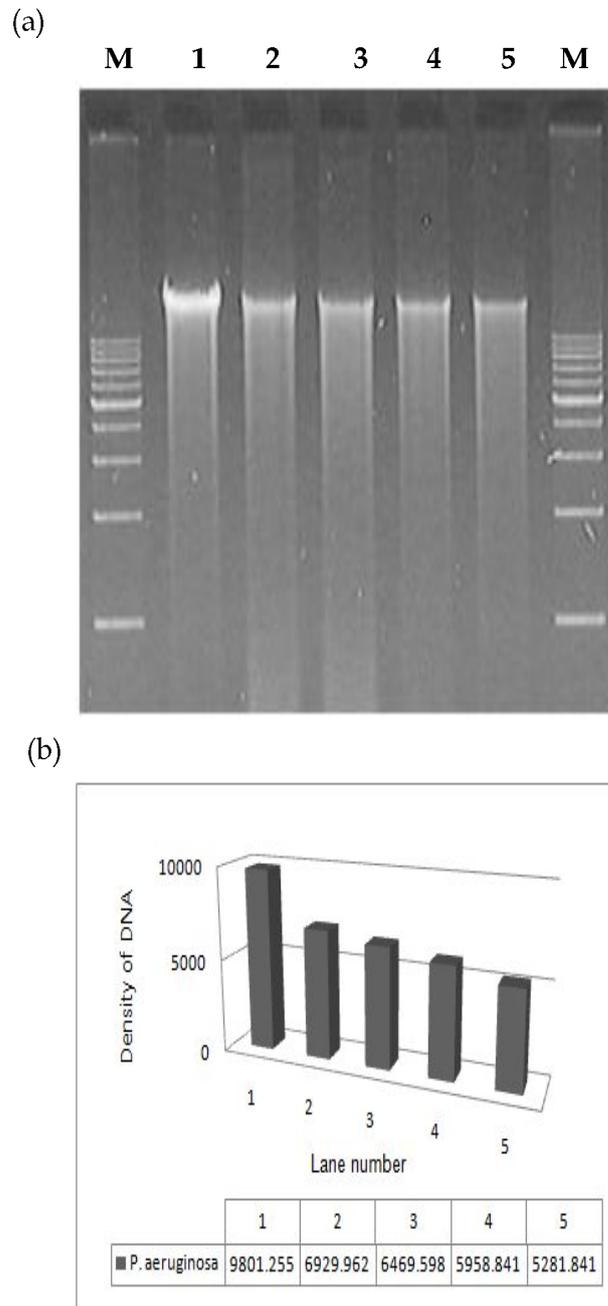 (a)
M 1 2 3 4 5 M
(b)
10000
5000
0
Density of DNA
1 2 3 4 5
Lane number
1 2 3 4 5
P. aeruginosa 9801.255 6929.962 6469.598 5958.841 5281.841